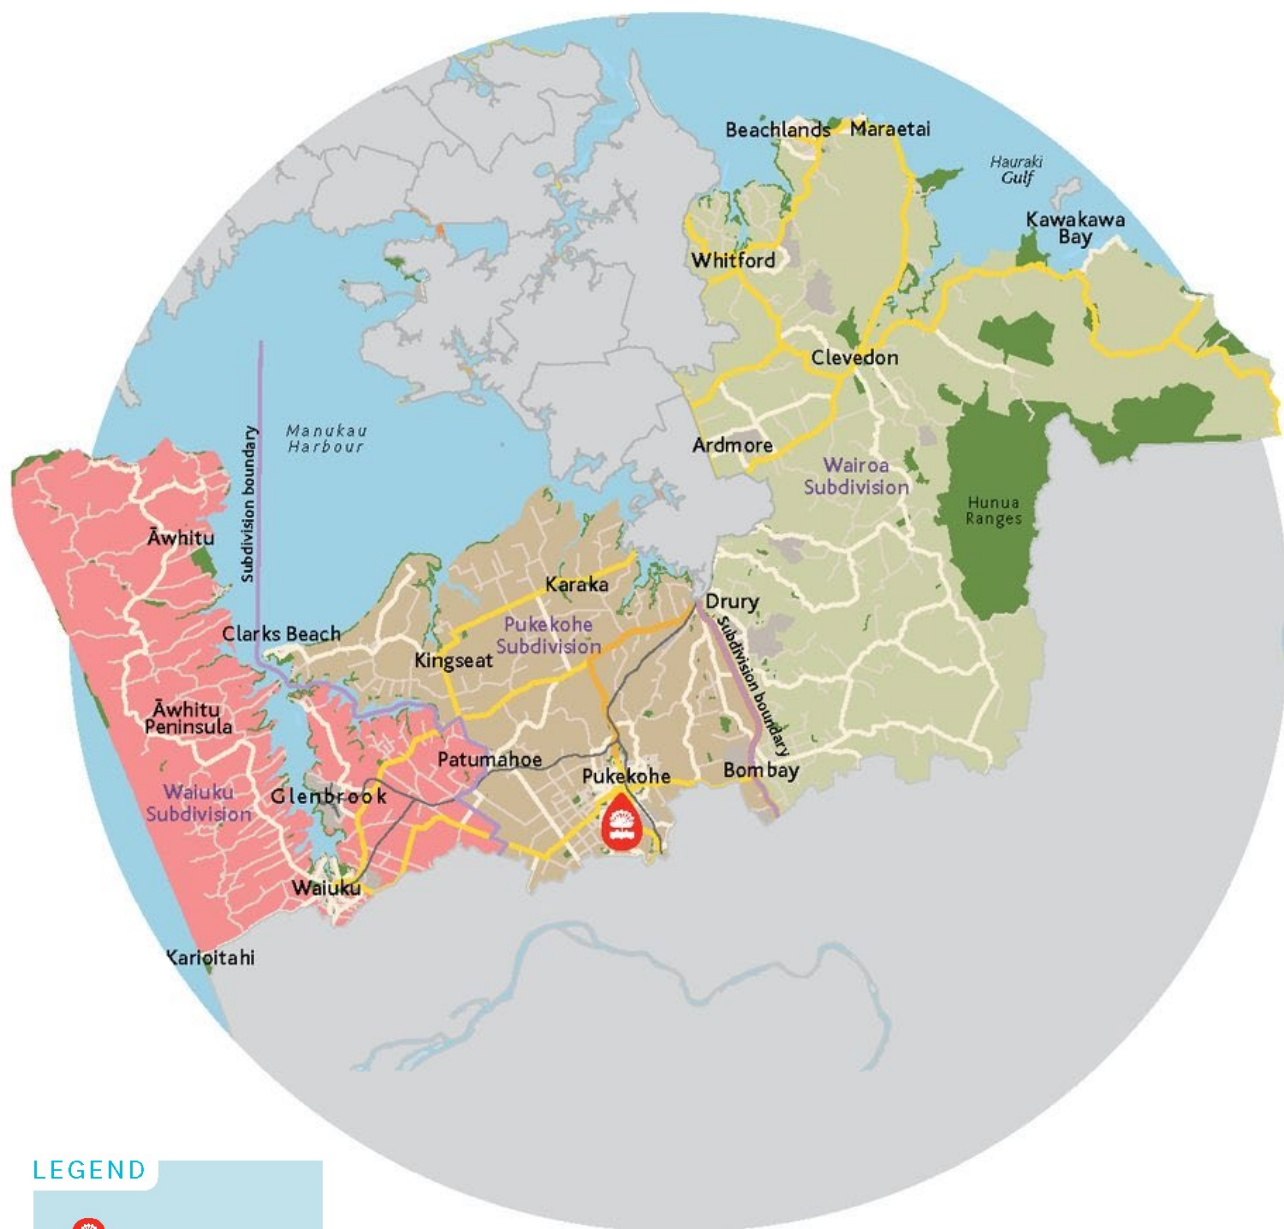 Beachlands
Maraetai
Hauraki
Gulf
Kawakawa
Bay
Whitford
Clevedon
Manukau
Harbour
Subdivision boundary
Ardmore
Wairoa
Subdivision
Hunua
Ranges
Āwhitu
Karaka
Drury
Pukekohe
Subdivision
Clarks Beach
Kingseat
Subdivision boundary
Āwhitu
Peninsula
Patumahoe
Pukekohe
Bombay
Waiuku
Subdivision
Glenbrook
Waiuku
Karioitahi
LEGEND